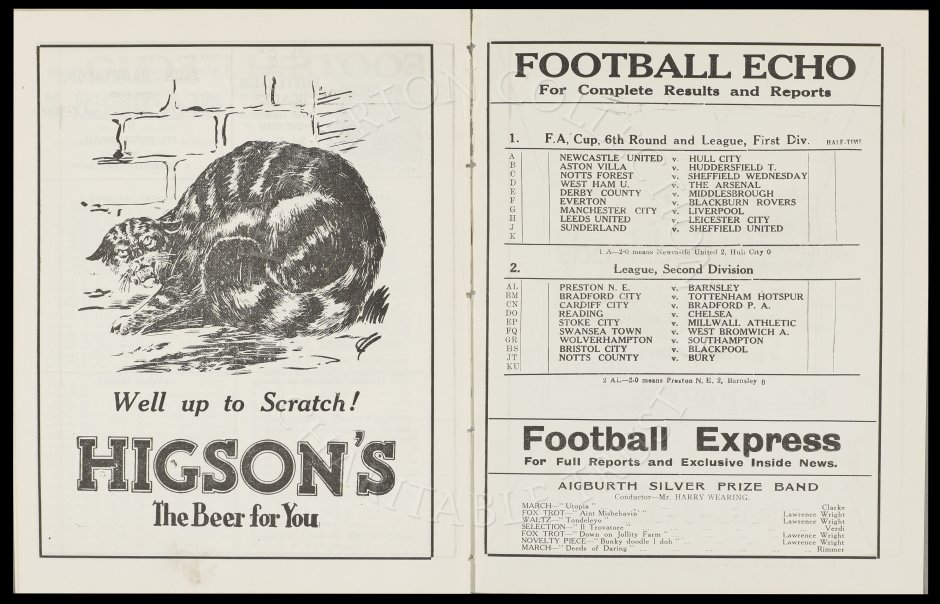 Well up to Scratch!
HIGSON'S
The Beer for You
FOOTBALL ECHO
For Complete Results and Reports
1. F.A. Cup, 6th Round and League, First Div. HALF-TIME
A NEWCASTLE UNITED v. HULL CITY
B ASTON VILLA v. HUDDERSFIELD T.
C NOTTS FOREST v. SHEFFIELD WEDNESDAY
D WEST HAM U. v. THE ARSENAL
E DERBY COUNTY v. MIDDLESBROUGH
F EVERTON v. BLACKBURN ROVERS
G MANCHESTER CITY v. LIVERPOOL
H LEEDS UNITED v. LEICESTER CITY
J SUNDERLAND v. SHEFFIELD UNITED
K
1 A—2-0 means Newcastle United 2, Hull City 0
2. League, Second Division
AL PRESTON N. E. v. BARNSLEY
BM BRADFORD CITY v. TOTTENHAM HOTSPUR
CN CARDIFF CITY v. BRADFORD P. A.
DO READING v. CHELSEA
EP STOKE CITY v. MILLWALL ATHLETIC
FQ SWANSEA TOWN v. WEST BROMWICH A.
GR WOLVERHAMPTON v. SOUTHAMPTON
HS BRISTOL CITY v. BLACKPOOL
JT NOTTS COUNTY v. BURY
KU
2 AL—2-0 means Preston N. E. 2, Barnsley 0
Football Express
For Full Reports and Exclusive Inside News.
AIGBURTH SILVER PRIZE BAND
Conductor—Mr. HARRY WEARING.
MARCH—"Utopia" Clarke
FOX TROT—"Aint Misbehavin'" Lawrence Wright
WALTZ—"Tondeleyo" Lawrence Wright
SELECTION—"Il Trovatore" Verdi
FOX TROT—"Down on Jollity Farm" Lawrence Wright
NOVELTY PIECE—"Bunky doodle I doh" Lawrence Wright
MARCH—"Deeds of Daring" Rimmer